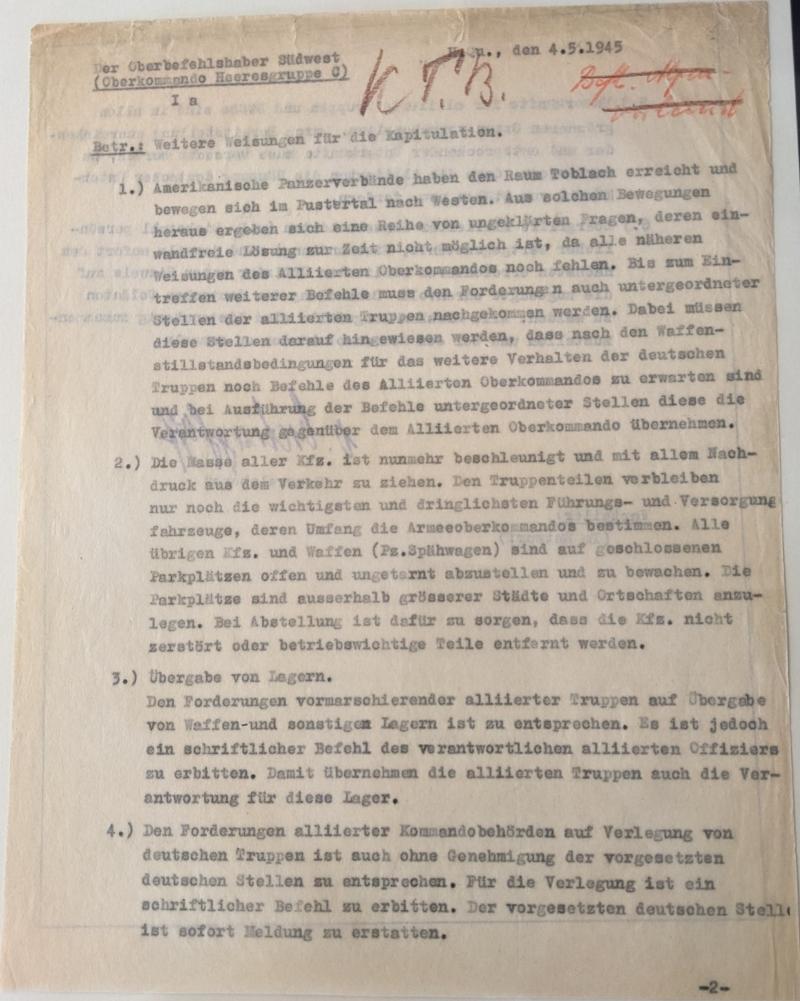 Der Oberbefehlshaber Südwest
(Oberkommando Heeresgruppe C)
H.Qu., den 4.5.1945
I a
K T.B.
Befl. Alpen-
vorland
Betr.: Weitere Weisungen für die Kapitulation.
1.) Amerikanische Panzerverbände haben den Raum Toblach erreicht und
bewegen sich im Pustertal nach Westen. Aus solchen Bewegungen
heraus ergeben sich eine Reihe von ungeklärten Fragen, deren ein-
wandfreie Lösung zur Zeit nicht möglich ist, da alle näheren
Weisungen des Alliierten Oberkommandos noch fehlen. Bis zum Ein-
treffen weiterer Befehle muss den Forderungen auch untergeordneter
Stellen der alliierten Truppen nachgekommen werden. Dabei müssen
diese Stellen darauf hingewiesen werden, dass nach den Waffen-
stillstandsbedingungen für das weitere Verhalten der deutschen
Truppen noch Befehle des Alliierten Oberkommandos zu erwarten sind
und bei Ausführung der Befehle untergeordneter Stellen diese die
Verantwortung gegenüber dem Alliierten Oberkommando übernehmen.
2.) Die Masse aller Kfz. ist nunmehr beschleunigt und mit allem Nach-
druck aus dem Verkehr zu ziehen. Den Truppenteilen verbleiben
nur noch die wichtigsten und dringlichsten Führungs- und Versorgung
fahrzeuge, deren Umfang die Armeeoberkommandos bestimmen. Alle
übrigen Kfz. und Waffen (Pz.Spähwagen) sind auf geschlossenen
Parkplätzen offen und ungetarnt abzustellen und zu bewachen. Die
Parkplätze sind ausserhalb grösserer Städte und Ortschaften anzu-
legen. Bei Abstellung ist dafür zu sorgen, dass die Kfz. nicht
zerstört oder betriebswichtige Teile entfernt werden.
3.) Übergabe von Lagern.
Den Forderungen vormarschierender alliierter Truppen auf Übergabe
von Waffen-und sonstigen Lagern ist zu entsprechen. Es ist jedoch
ein schriftlicher Befehl des verantwortlichen alliierten Offiziers
zu erbitten. Damit übernehmen die alliierten Truppen auch die Ver-
antwortung für diese Lager.
4.) Den Forderungen alliierter Kommandobehörden auf Verlegung von
deutschen Truppen ist auch ohne Genehmigung der vorgesetzten
deutschen Stellen zu entsprechen. Für die Verlegung ist ein
schriftlicher Befehl zu erbitten. Der vorgesetzten deutschen Stell
ist sofort Meldung zu erstatten.
-2-